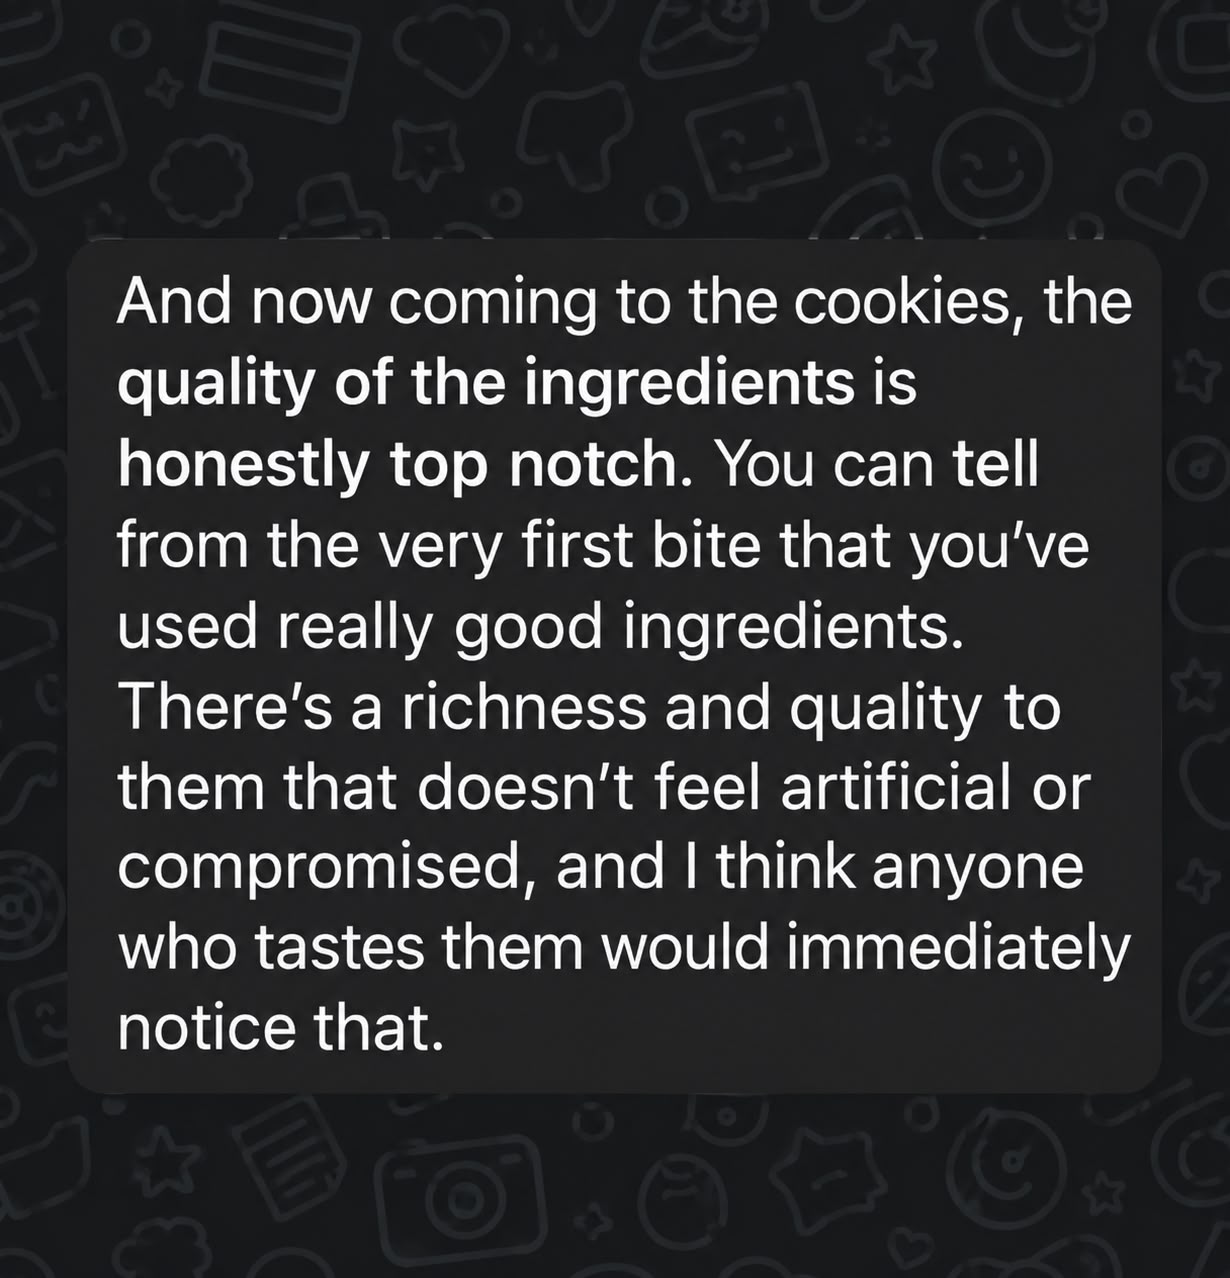 And now coming to the cookies, the
quality of the ingredients is
honestly top notch. You can tell
from the very first bite that you’ve
used really good ingredients.
There’s a richness and quality to
them that doesn’t feel artificial or
compromised, and I think anyone
who tastes them would immediately
notice that.